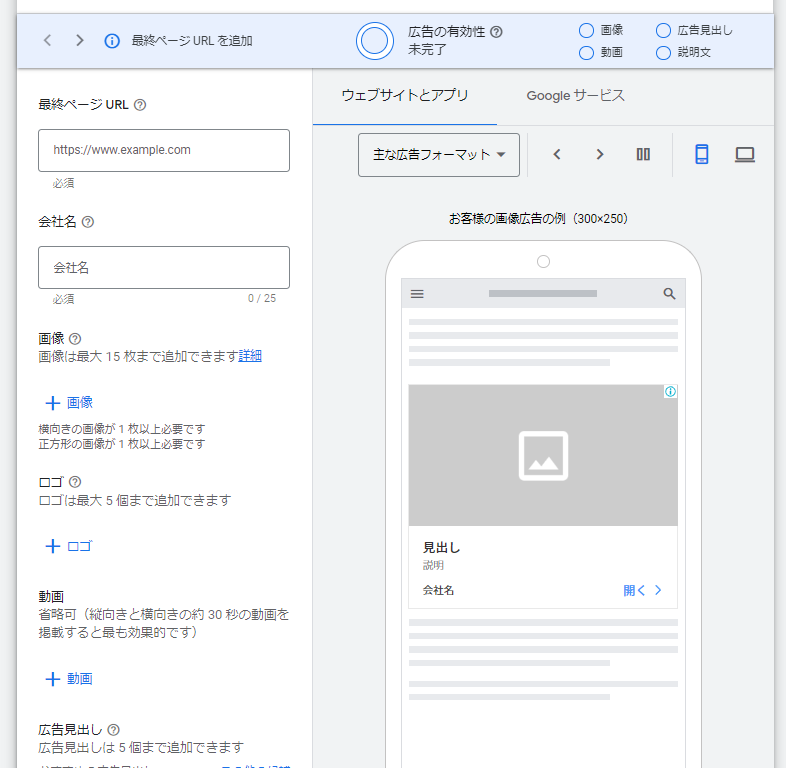 最終ページ URL を追加
広告の有効性
未完了
画像
広告見出し
動画
説明文
最終ページ URL
https://www.example.com
必須
会社名
会社名
必須
0 / 25
画像
画像は最大 15 枚まで追加できます詳細
画像
横向きの画像が 1 枚以上必要です
正方形の画像が 1 枚以上必要です
ロゴ
ロゴは最大 5 個まで追加できます
ロゴ
動画
省略可（縦向きと横向きの約 30 秒の動画を
掲載すると最も効果的です）
動画
広告見出し
広告見出しは 5 個まで追加できます
ウェブサイトとアプリ
Google サービス
主な広告フォーマット
お客様の画像広告の例（300×250）
見出し
説明
会社名
開く